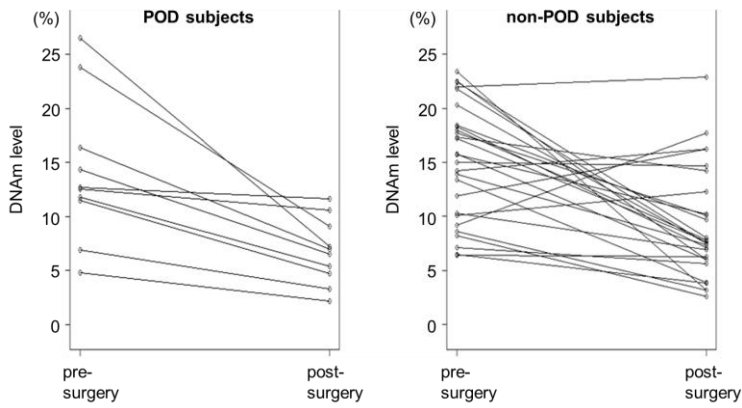 (%) POD subjects
25
20
15
10
5
0
DNAm level
pre-
surgery
post-
surgery
(%) non-POD subjects
25
20
15
10
5
0
DNAm level
pre-
surgery
post-
surgery